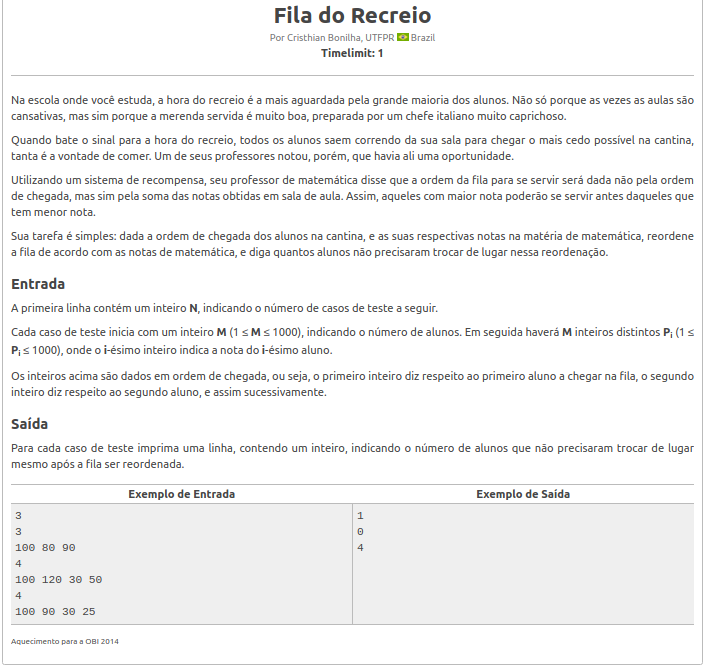 Fila do Recreio
Por Cristhian Bonilha, UTFPR Brazil
Timelimit: 1
Na escola onde você estuda, a hora do recreio é a mais aguardada pela grande maioria dos alunos. Não só porque as vezes as aulas são
cansativas, mas sim porque a merenda servida é muito boa, preparada por um chefe italiano muito caprichoso.
Quando bate o sinal para a hora do recreio, todos os alunos saem correndo da sua sala para chegar o mais cedo possível na cantina,
tanta é a vontade de comer. Um de seus professores notou, porém, que havia ali uma oportunidade.
Utilizando um sistema de recompensa, seu professor de matemática disse que a ordem da fila para se servir será dada não pela ordem
de chegada, mas sim pela soma das notas obtidas em sala de aula. Assim, aqueles com maior nota poderão se servir antes daqueles que
tem menor nota.
Sua tarefa é simples: dada a ordem de chegada dos alunos na cantina, e as suas respectivas notas na matéria de matemática, reordene
a fila de acordo com as notas de matemática, e diga quantos alunos não precisaram trocar de lugar nessa reordenação.
Entrada
A primeira linha contém um inteiro N, indicando o número de casos de teste a seguir.
Cada caso de teste inicia com um inteiro M (1 ≤ M ≤ 1000), indicando o número de alunos. Em seguida haverá M inteiros distintos Pi (1 ≤
Pi ≤ 1000), onde o i-ésimo inteiro indica a nota do i-ésimo aluno.
Os inteiros acima são dados em ordem de chegada, ou seja, o primeiro inteiro diz respeito ao primeiro aluno a chegar na fila, o segundo
inteiro diz respeito ao segundo aluno, e assim sucessivamente.
Saída
Para cada caso de teste imprima uma linha, contendo um inteiro, indicando o número de alunos que não precisaram trocar de lugar
mesmo após a fila ser reordenada.
Exemplo de Entrada Exemplo de Saída
3 1
3 0
100 80 90 4
4
100 120 30 50
4
100 90 30 25
Aquecimento para a OBI 2014